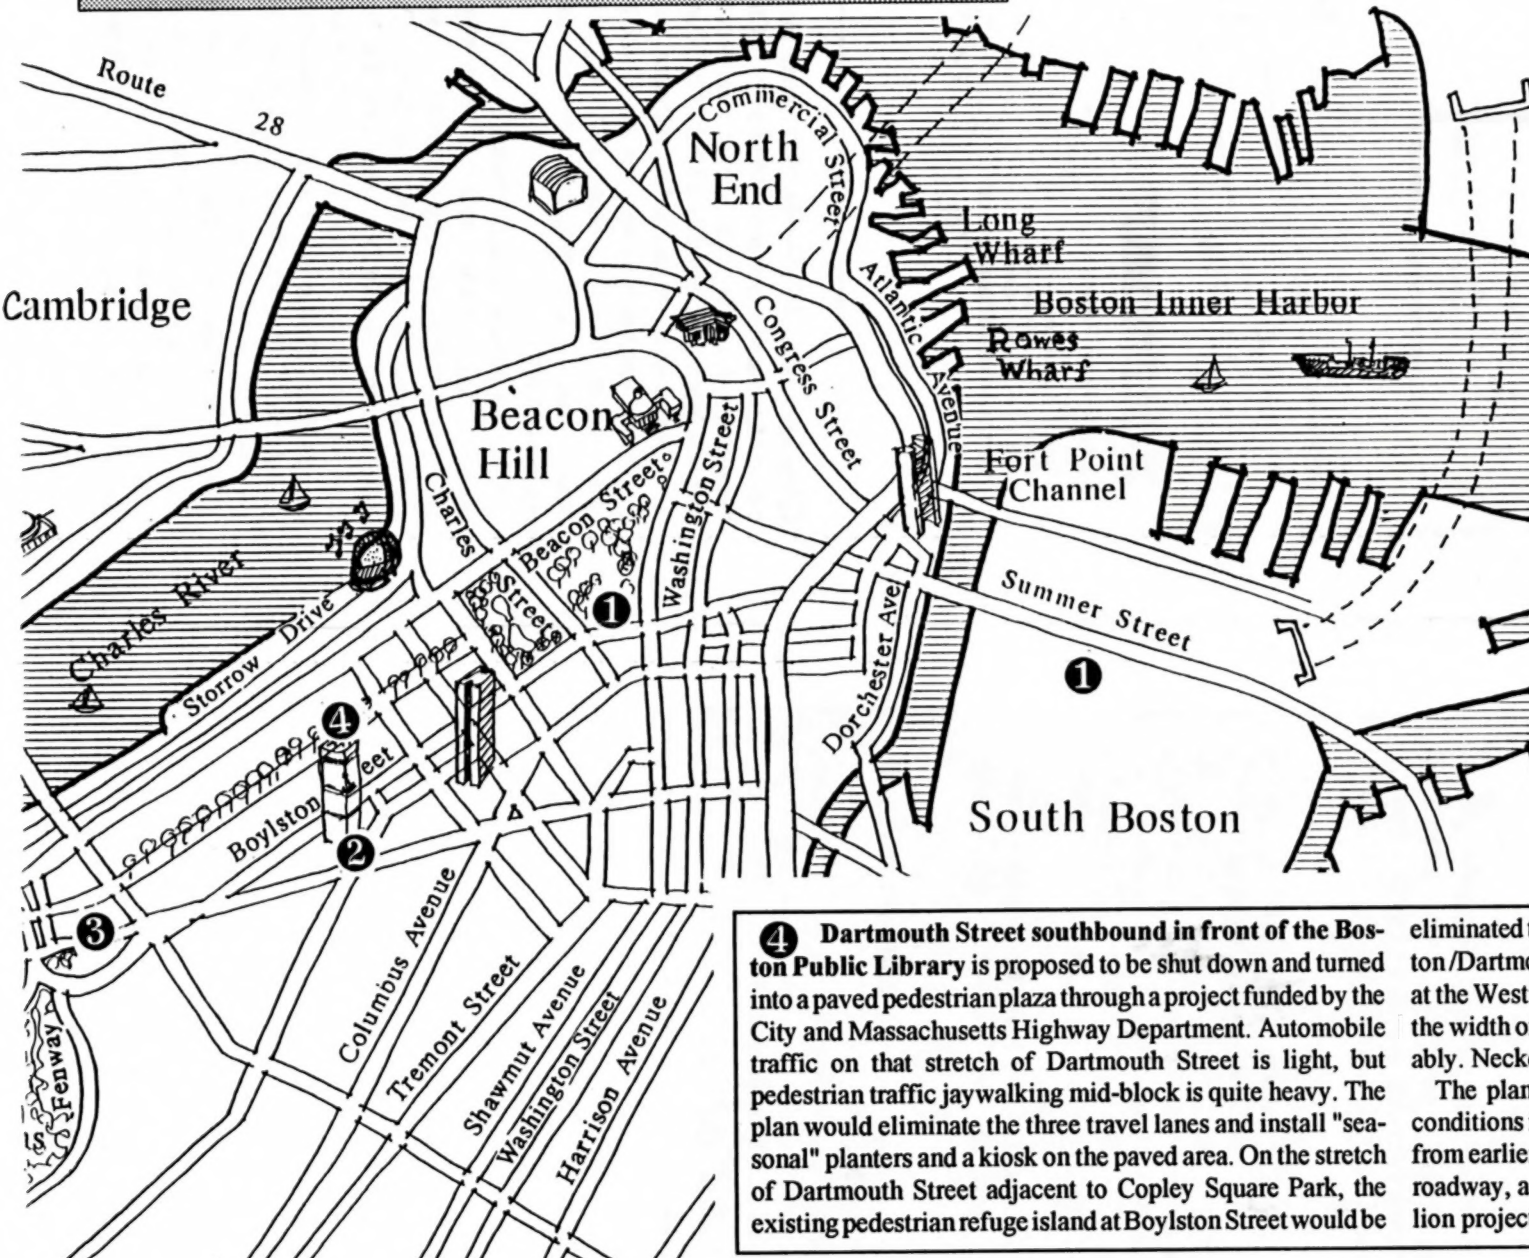 Route
28
Commercial Street
North
End
Long
Wharf
Cambridge
Atlantic Avenue
Boston Inner Harbor
Congress Street
Rowes
Wharf
Beacon
Hill
Washington Street
Fort Point
Channel
Charles Street
Beacon Street
1
Charles River
Storrow Drive
Summer Street
1
Dorchester Ave.
4
Boylston Street
South Boston
2
3
Columbus Avenue
Tremont Street
Shawmut Avenue
Washington Street
Harrison Avenue
Fenway
4 Dartmouth Street southbound in front of the Bos-
ton Public Library is proposed to be shut down and turned
into a paved pedestrian plaza through a project funded by the
City and Massachusetts Highway Department. Automobile
traffic on that stretch of Dartmouth Street is light, but
pedestrian traffic jaywalking mid-block is quite heavy. The
plan would eliminate the three travel lanes and install "sea-
sonal" planters and a kiosk on the paved area. On the stretch
of Dartmouth Street adjacent to Copley Square Park, the
existing pedestrian refuge island at Boylston Street would be
eliminated
ton/Dartmo
at the West
the width o
ably. Neck
The plan
conditions
from earlie
roadway, a
lion projec